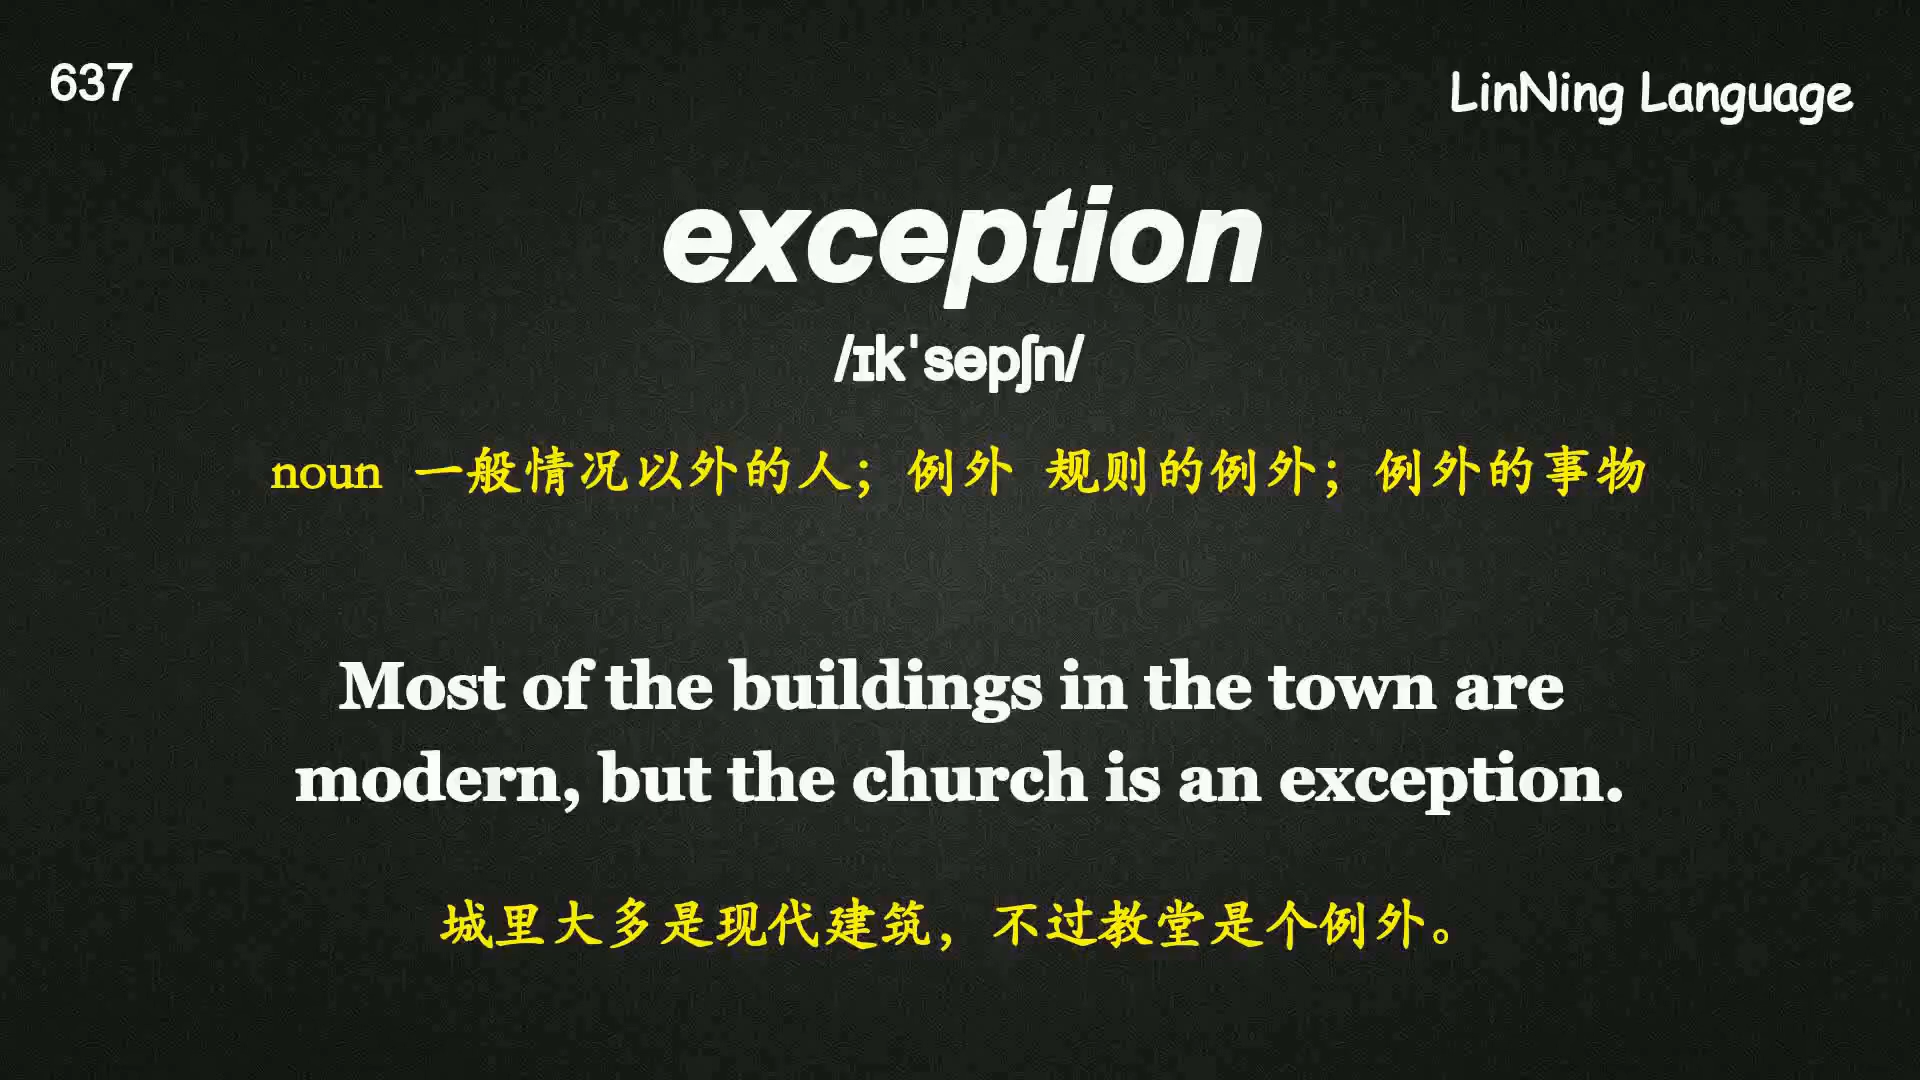 637
LinNing Language
exception
/ɪkˈsɵpʃn/
noun 一般情况以外的人；例外 规则的例外；例外的事物
Most of the buildings in the town are
modern, but the church is an exception.
城里大多是现代建筑，不过教堂是个例外。